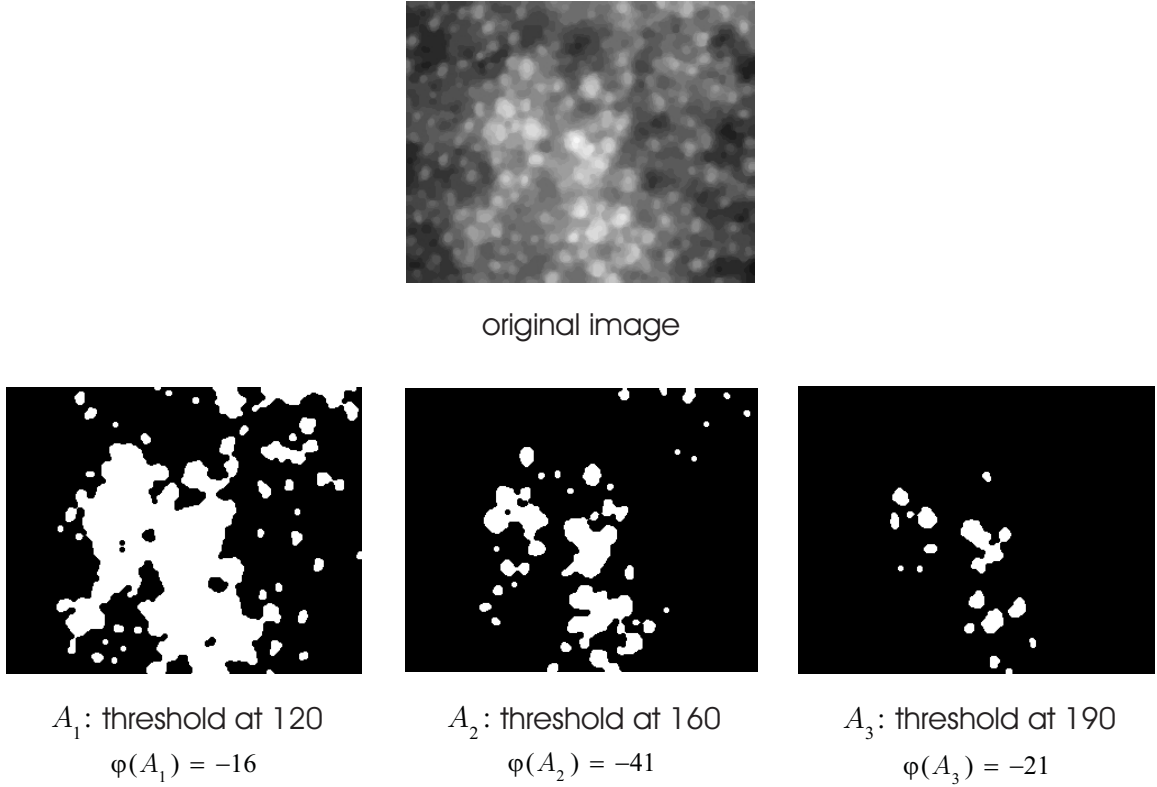 original image
A₁: threshold at 120
φ(A₁) = −16
A₂: threshold at 160
φ(A₂) = −41
A₃: threshold at 190
φ(A₃) = −21